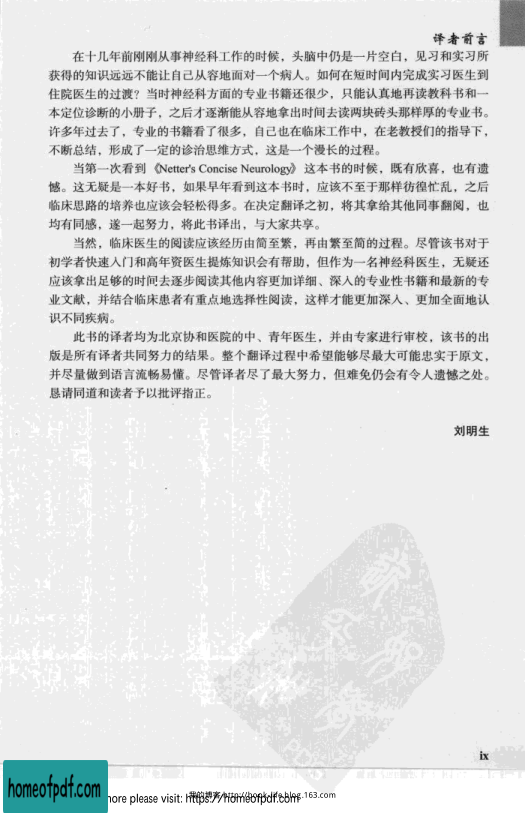 译者前言
在十几年前刚刚从事神经科工作的时候，头脑中仍是一片空白，见习和实习所
获得的知识远远不能让自己从容地面对一个病人。如何在短时间内完成实习医生到
住院医生的过渡？当时神经科方面的专业书籍还很少，只能认真地再读教科书和一
本定位诊断的小册子，之后才逐渐能从容地拿出时间去读两块砖头那样厚的专业书。
许多年过去了，专业的书籍看了很多，自己也在临床工作中，在老教授们的指导下，
不断总结，形成了一定的诊治思维方式，这是一个漫长的过程。
当第一次看到《Netter's Concise Neurology》这本书的时候，既有欣喜，也有遗
憾。这无疑是一本好书，如果早年看到这本书时，应该不至于那样彷徨忙乱，之后
临床思路的培养也应该会轻松得多。在决定翻译之初，将其拿给其他同事翻阅，也
均有同感，遂一起努力，将此书译出，与大家共享。
当然，临床医生的阅读应该经历由简至繁，再由繁至简的过程。尽管该书对于
初学者快速入门和高年资医生提炼知识会有帮助，但作为一名神经科医生，无疑还
应该拿出足够的时间去逐步阅读其他内容更加详细、深入的专业性书籍和最新的专
业文献，并结合临床患者有重点地选择性阅读，这样才能更加深入、更加全面地认
识不同疾病。
此书的译者均为北京协和医院的中、青年医生，并由专家进行审校，该书的出
版是所有译者共同努力的结果。整个翻译过程中希望能够尽最大可能忠实于原文，
并尽量做到语言流畅易懂。尽管译者尽了最大努力，但难免仍会有令人遗憾之处。
恳请同道和读者予以批评指正。
刘明生
ix
homeofpdf.com
more please visit: https://homeofpdf.com